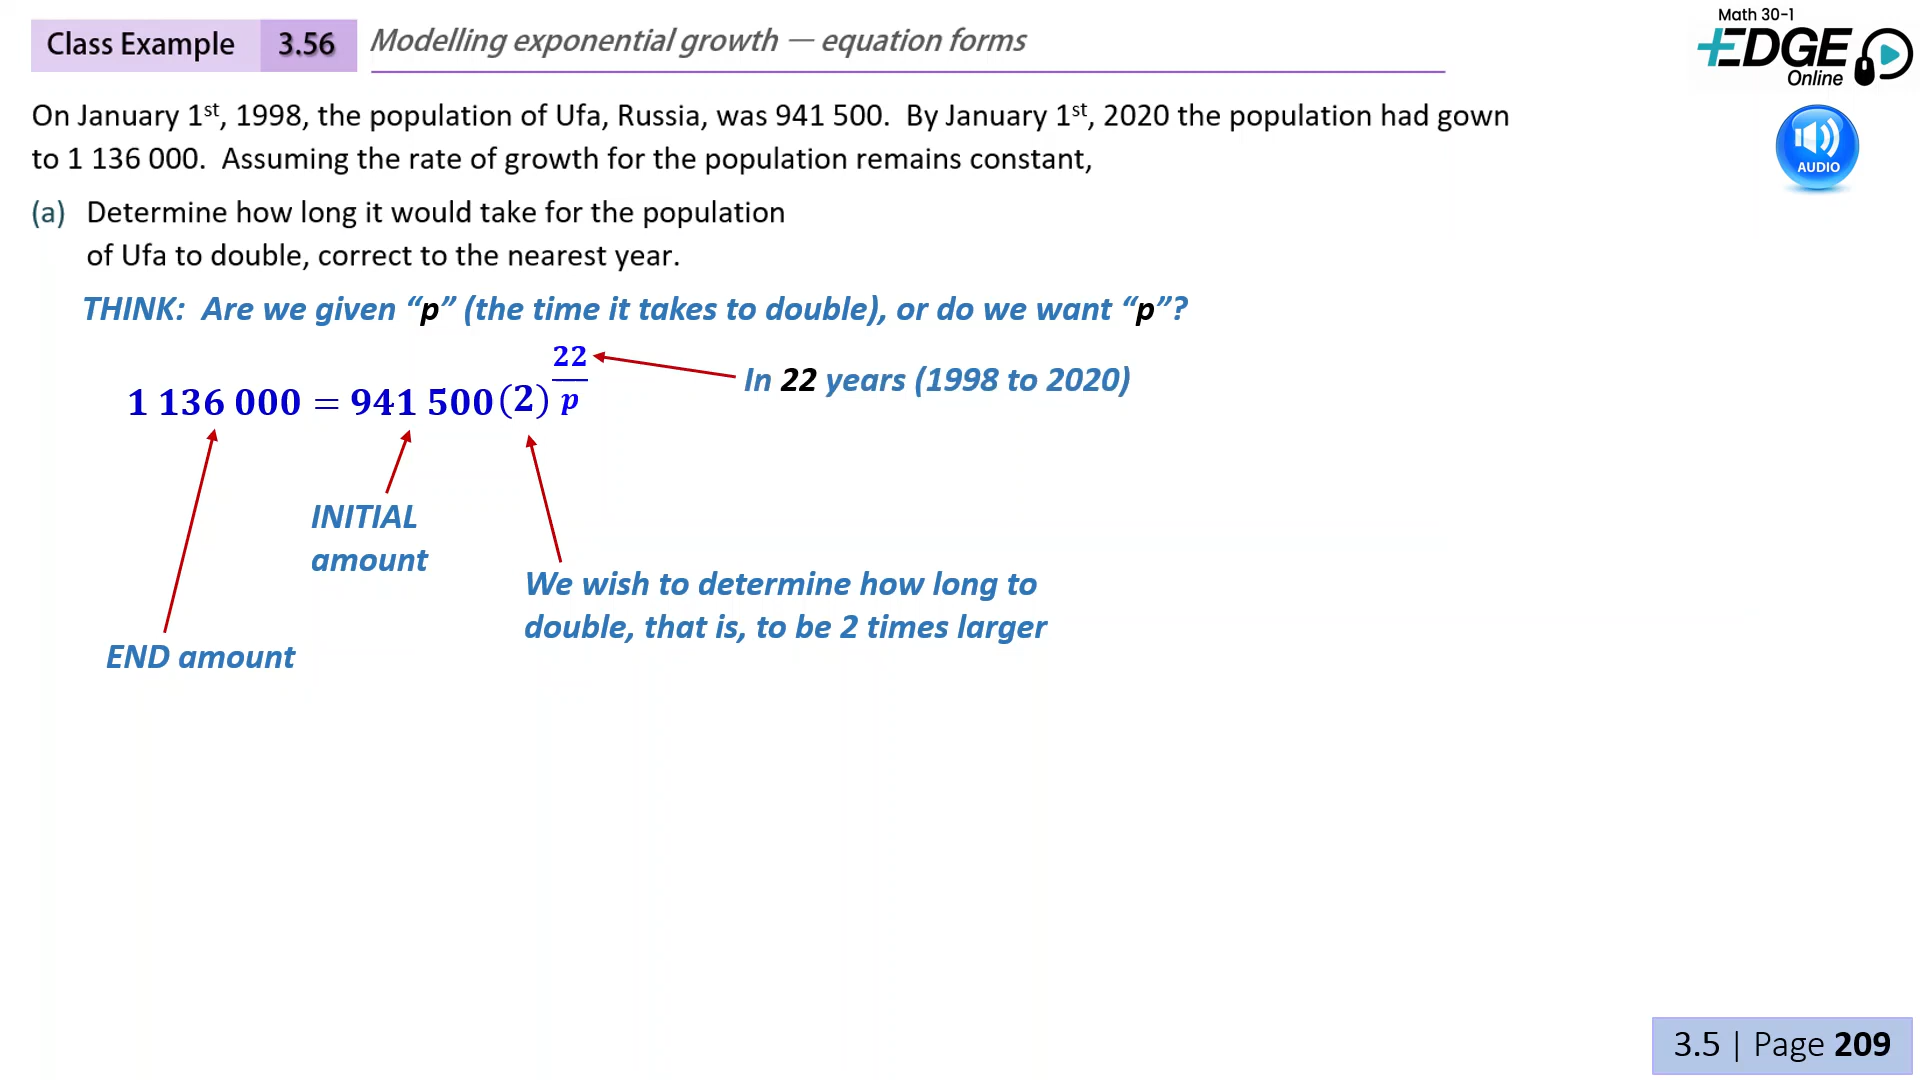 Class Example 3.56 Modelling exponential growth — equation forms
Math 30-1
EDGE
Online
On January 1st, 1998, the population of Ufa, Russia, was 941 500. By January 1st, 2020 the population had gown
to 1 136 000. Assuming the rate of growth for the population remains constant,
AUDIO
(a) Determine how long it would take for the population
of Ufa to double, correct to the nearest year.
THINK: Are we given “p” (the time it takes to double), or do we want “p”?
1 136 000 = 941 500(2)^(22/p)
In 22 years (1998 to 2020)
INITIAL
amount
We wish to determine how long to
double, that is, to be 2 times larger
END amount
3.5 | Page 209